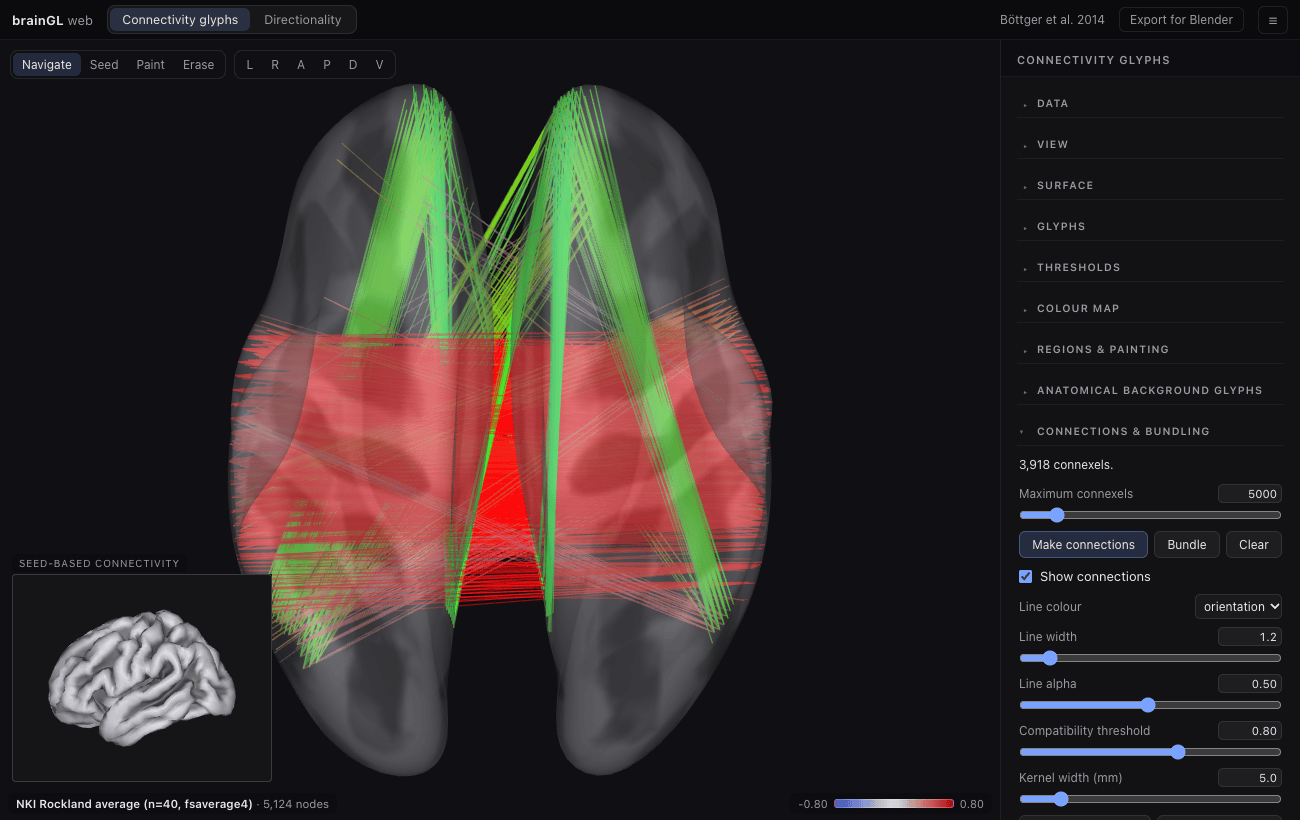 brainGL web
Connectivity glyphs
Directionality
Böttger et al. 2014
Export for Blender
Navigate
Seed
Paint
Erase
L R A P D V
CONNECTIVITY GLYPHS
DATA
VIEW
SURFACE
GLYPHS
THRESHOLDS
COLOUR MAP
REGIONS & PAINTING
ANATOMICAL BACKGROUND GLYPHS
CONNECTIONS & BUNDLING
3,918 connexels.
Maximum connexels 5000
Make connections
Bundle
Clear
Show connections
Line colour orientation
Line width 1.2
Line alpha 0.50
Compatibility threshold 0.80
Kernel width (mm) 5.0
SEED-BASED CONNECTIVITY
NKI Rockland average (n=40, fsaverage4) · 5,124 nodes
-0.80 0.80